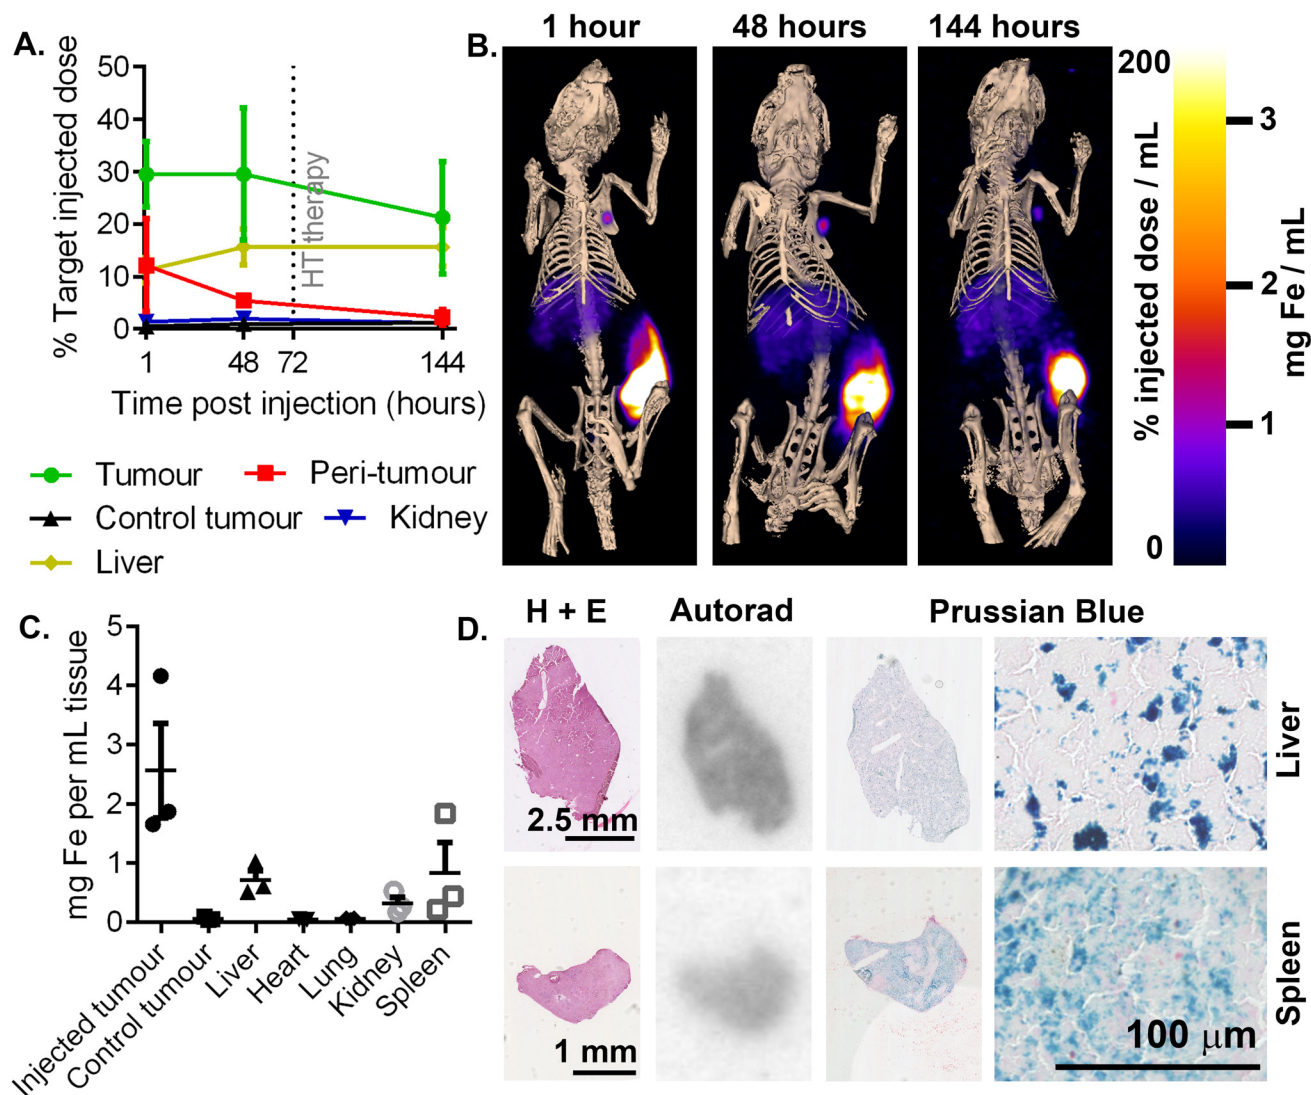 A.
50
40
30
20
10
0
% Target injected dose
HT therapy
1 48 72 144
Time post injection (hours)
Tumour Peri-tumour
Control tumour Kidney
Liver
B.
1 hour 48 hours 144 hours
200
0
% injected dose / mL
3
2
1
mg Fe / mL
C.
5
4
3
2
1
0
mg Fe per mL tissue
Injected tumour
Control tumour
Liver
Heart
Lung
Kidney
Spleen
D.
H + E Autorad Prussian Blue
2.5 mm
Liver
1 mm
100 μm
Spleen